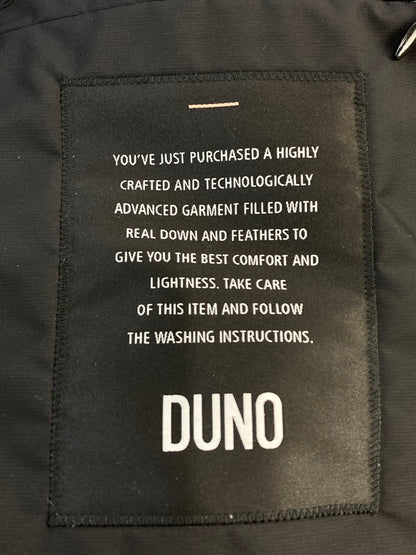 YOU'VE JUST PURCHASED A HIGHLY
CRAFTED AND TECHNOLOGICALLY
ADVANCED GARMENT FILLED WITH
REAL DOWN AND FEATHERS TO
GIVE YOU THE BEST COMFORT AND
LIGHTNESS. TAKE CARE
OF THIS ITEM AND FOLLOW
THE WASHING INSTRUCTIONS.
DUNO